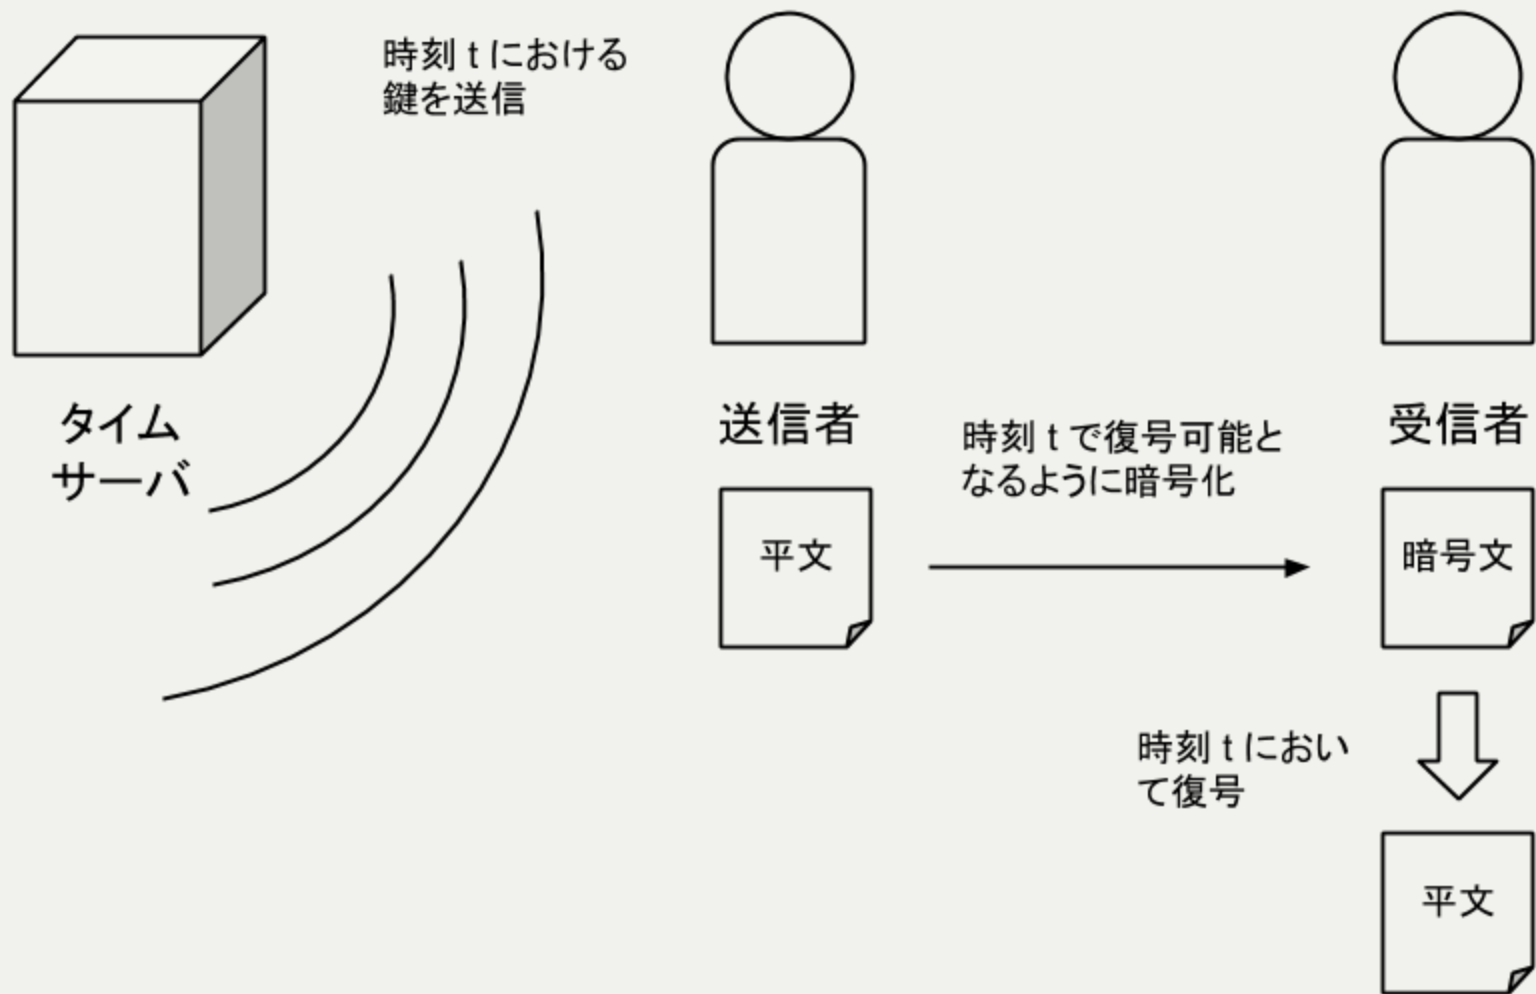 時刻 t における
鍵を送信
タイム
サーバ
送信者
時刻 t で復号可能と
なるように暗号化
受信者
平文
暗号文
時刻 t におい
て復号
平文